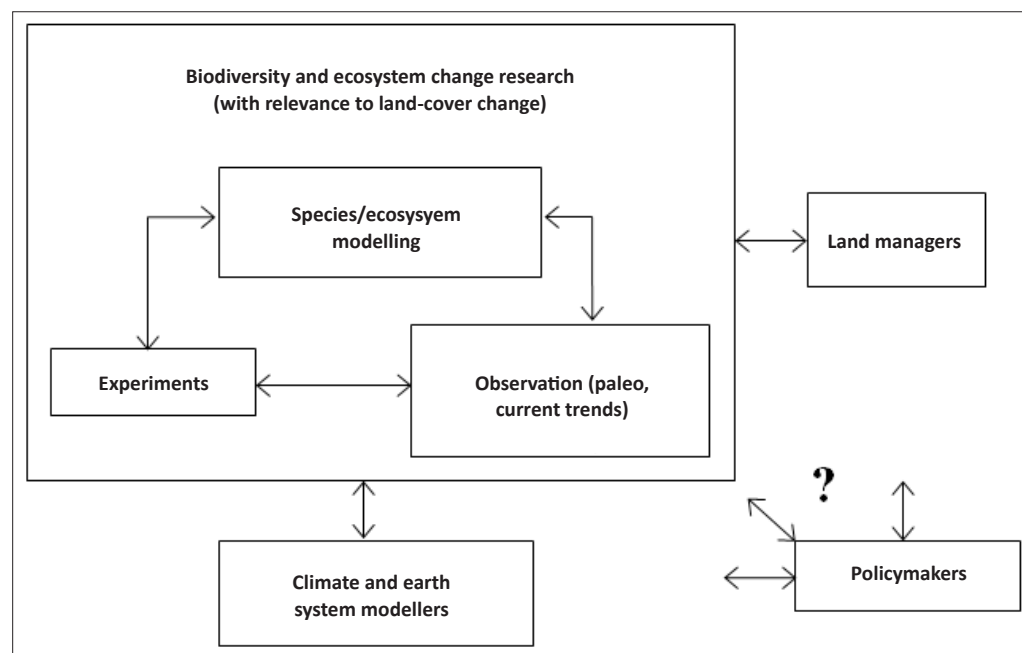 Biodiversity and ecosystem change research
(with relevance to land-cover change)
Species/ecosysyem
modelling
Land managers
Experiments
Observation (paleo,
current trends)
?
Climate and earth
system modellers
Policymakers